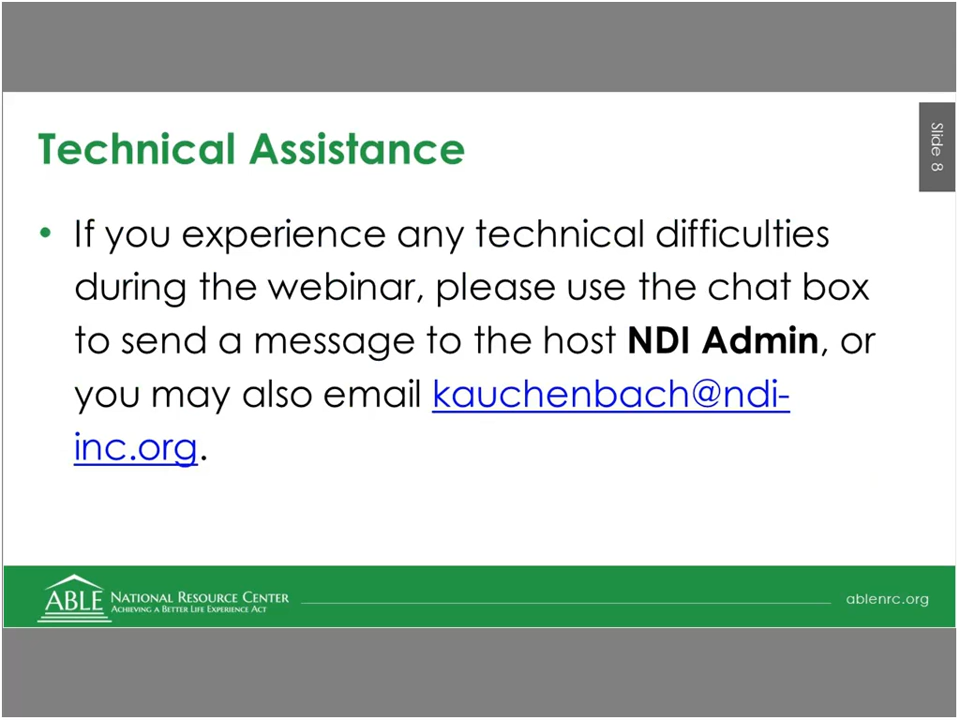 Technical Assistance
Slide 8
• If you experience any technical difficulties
during the webinar, please use the chat box
to send a message to the host NDI Admin, or
you may also email kauchenbach@ndi-
inc.org.
ABLE NATIONAL RESOURCE CENTER
ACHIEVING A BETTER LIFE EXPERIENCE ACT
ablenrc.org